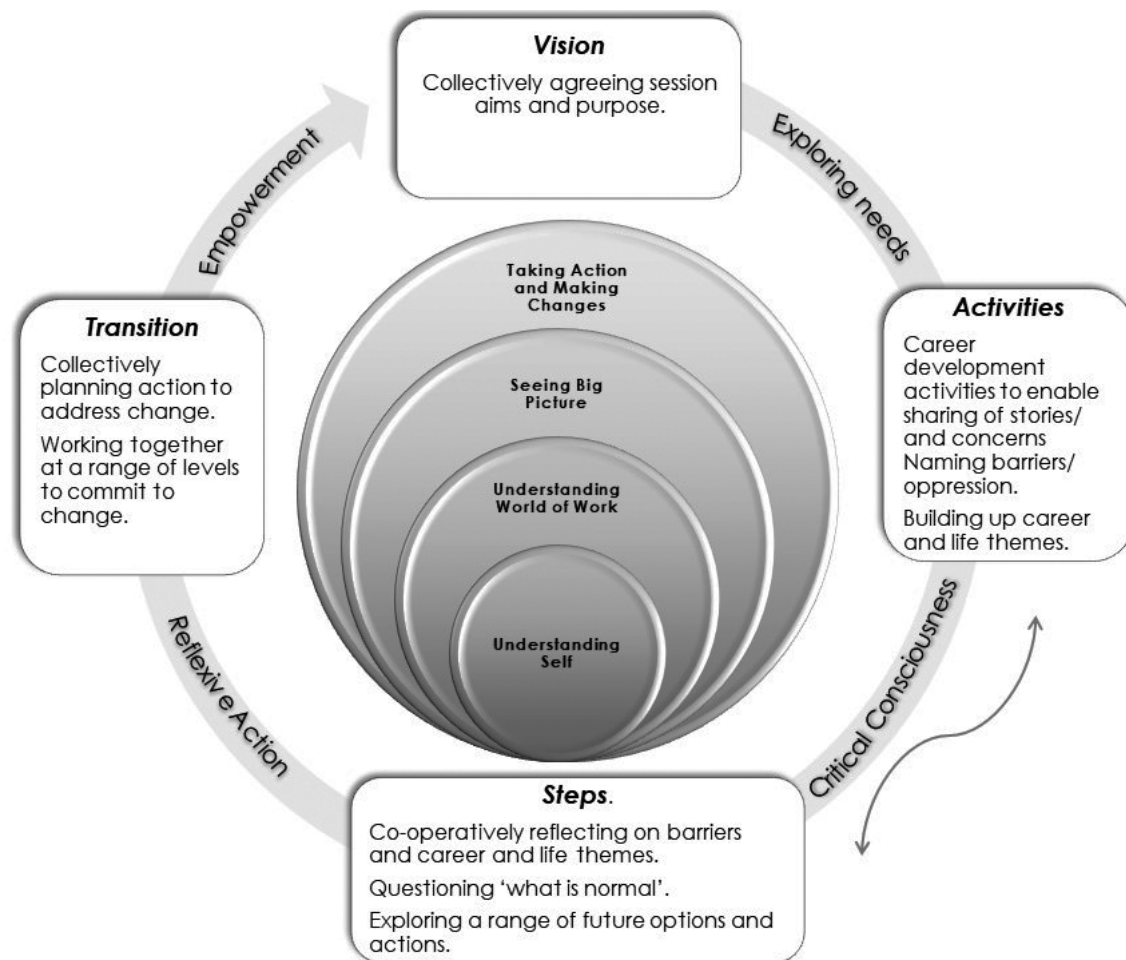 Vision
Collectively agreeing session
aims and purpose.
Exploring needs
Activities
Career
development
activities to enable
sharing of stories/
and concerns
Naming barriers/
oppression.
Building up career
and life themes.
Critical Consciousness
Steps.
Co-operatively reflecting on barriers
and career and life themes.
Questioning ‘what is normal’.
Exploring a range of future options and
actions.
Reflexive Action
Transition
Collectively
planning action to
address change.
Working together
at a range of levels
to commit to
change.
Empowerment
Taking Action
and Making
Changes
Seeing Big
Picture
Understanding
World of Work
Understanding
Self